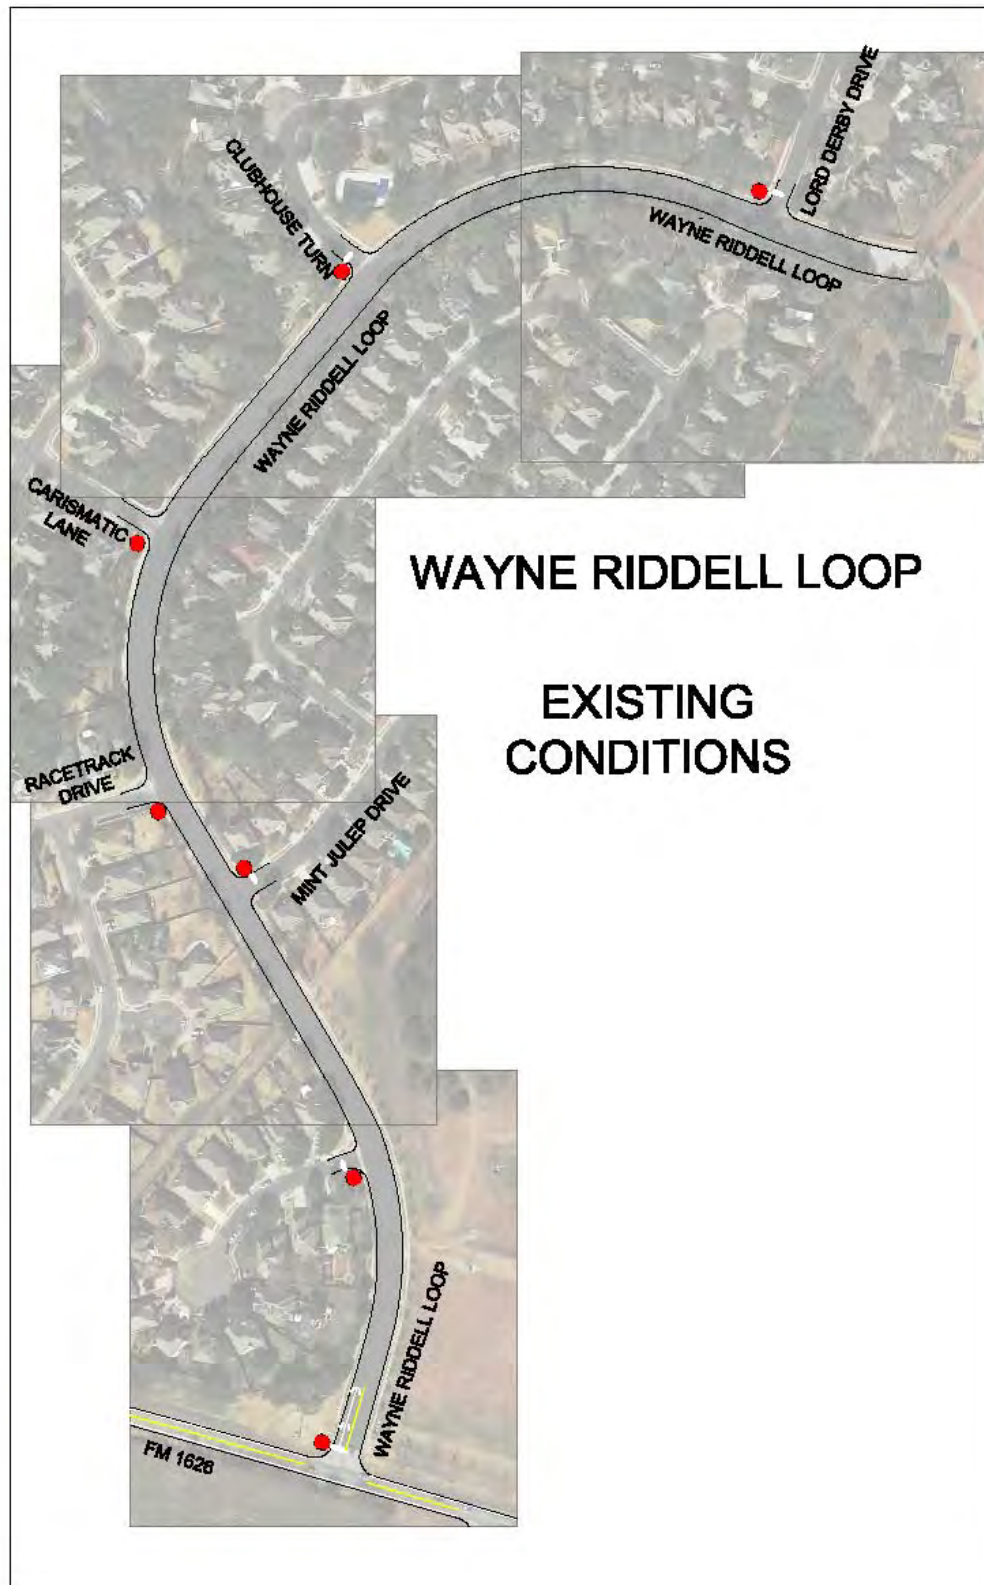 LORD DERBY DRIVE
CLUBHOUSE TURN
WAYNE RIDDELL LOOP
WAYNE RIDDELL LOOP
CARISMATIC
LANE
WAYNE RIDDELL LOOP
EXISTING
CONDITIONS
RACETRACK
DRIVE
MINT JULEP DRIVE
WAYNE RIDDELL LOOP
FM 1626